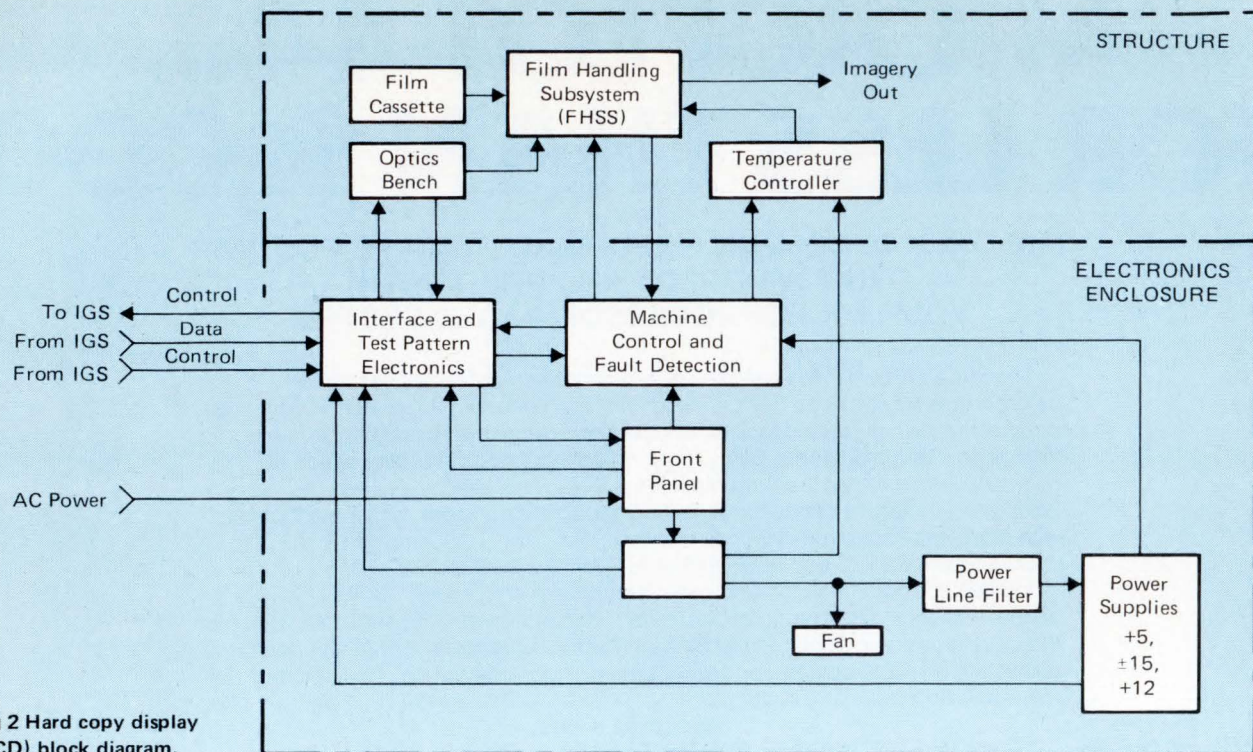 STRUCTURE
Film
Cassette
Film Handling
Subsystem
(FHSS)
Imagery
Out
Optics
Bench
Temperature
Controller
ELECTRONICS
ENCLOSURE
To IGS
Control
From IGS
Data
From IGS
Control
Interface and
Test Pattern
Electronics
Machine
Control and
Fault Detection
Front
Panel
AC Power
Power
Line Filter
Fan
Power
Supplies
+5,
±15,
+12
2 Hard copy display
CD) block diagram.